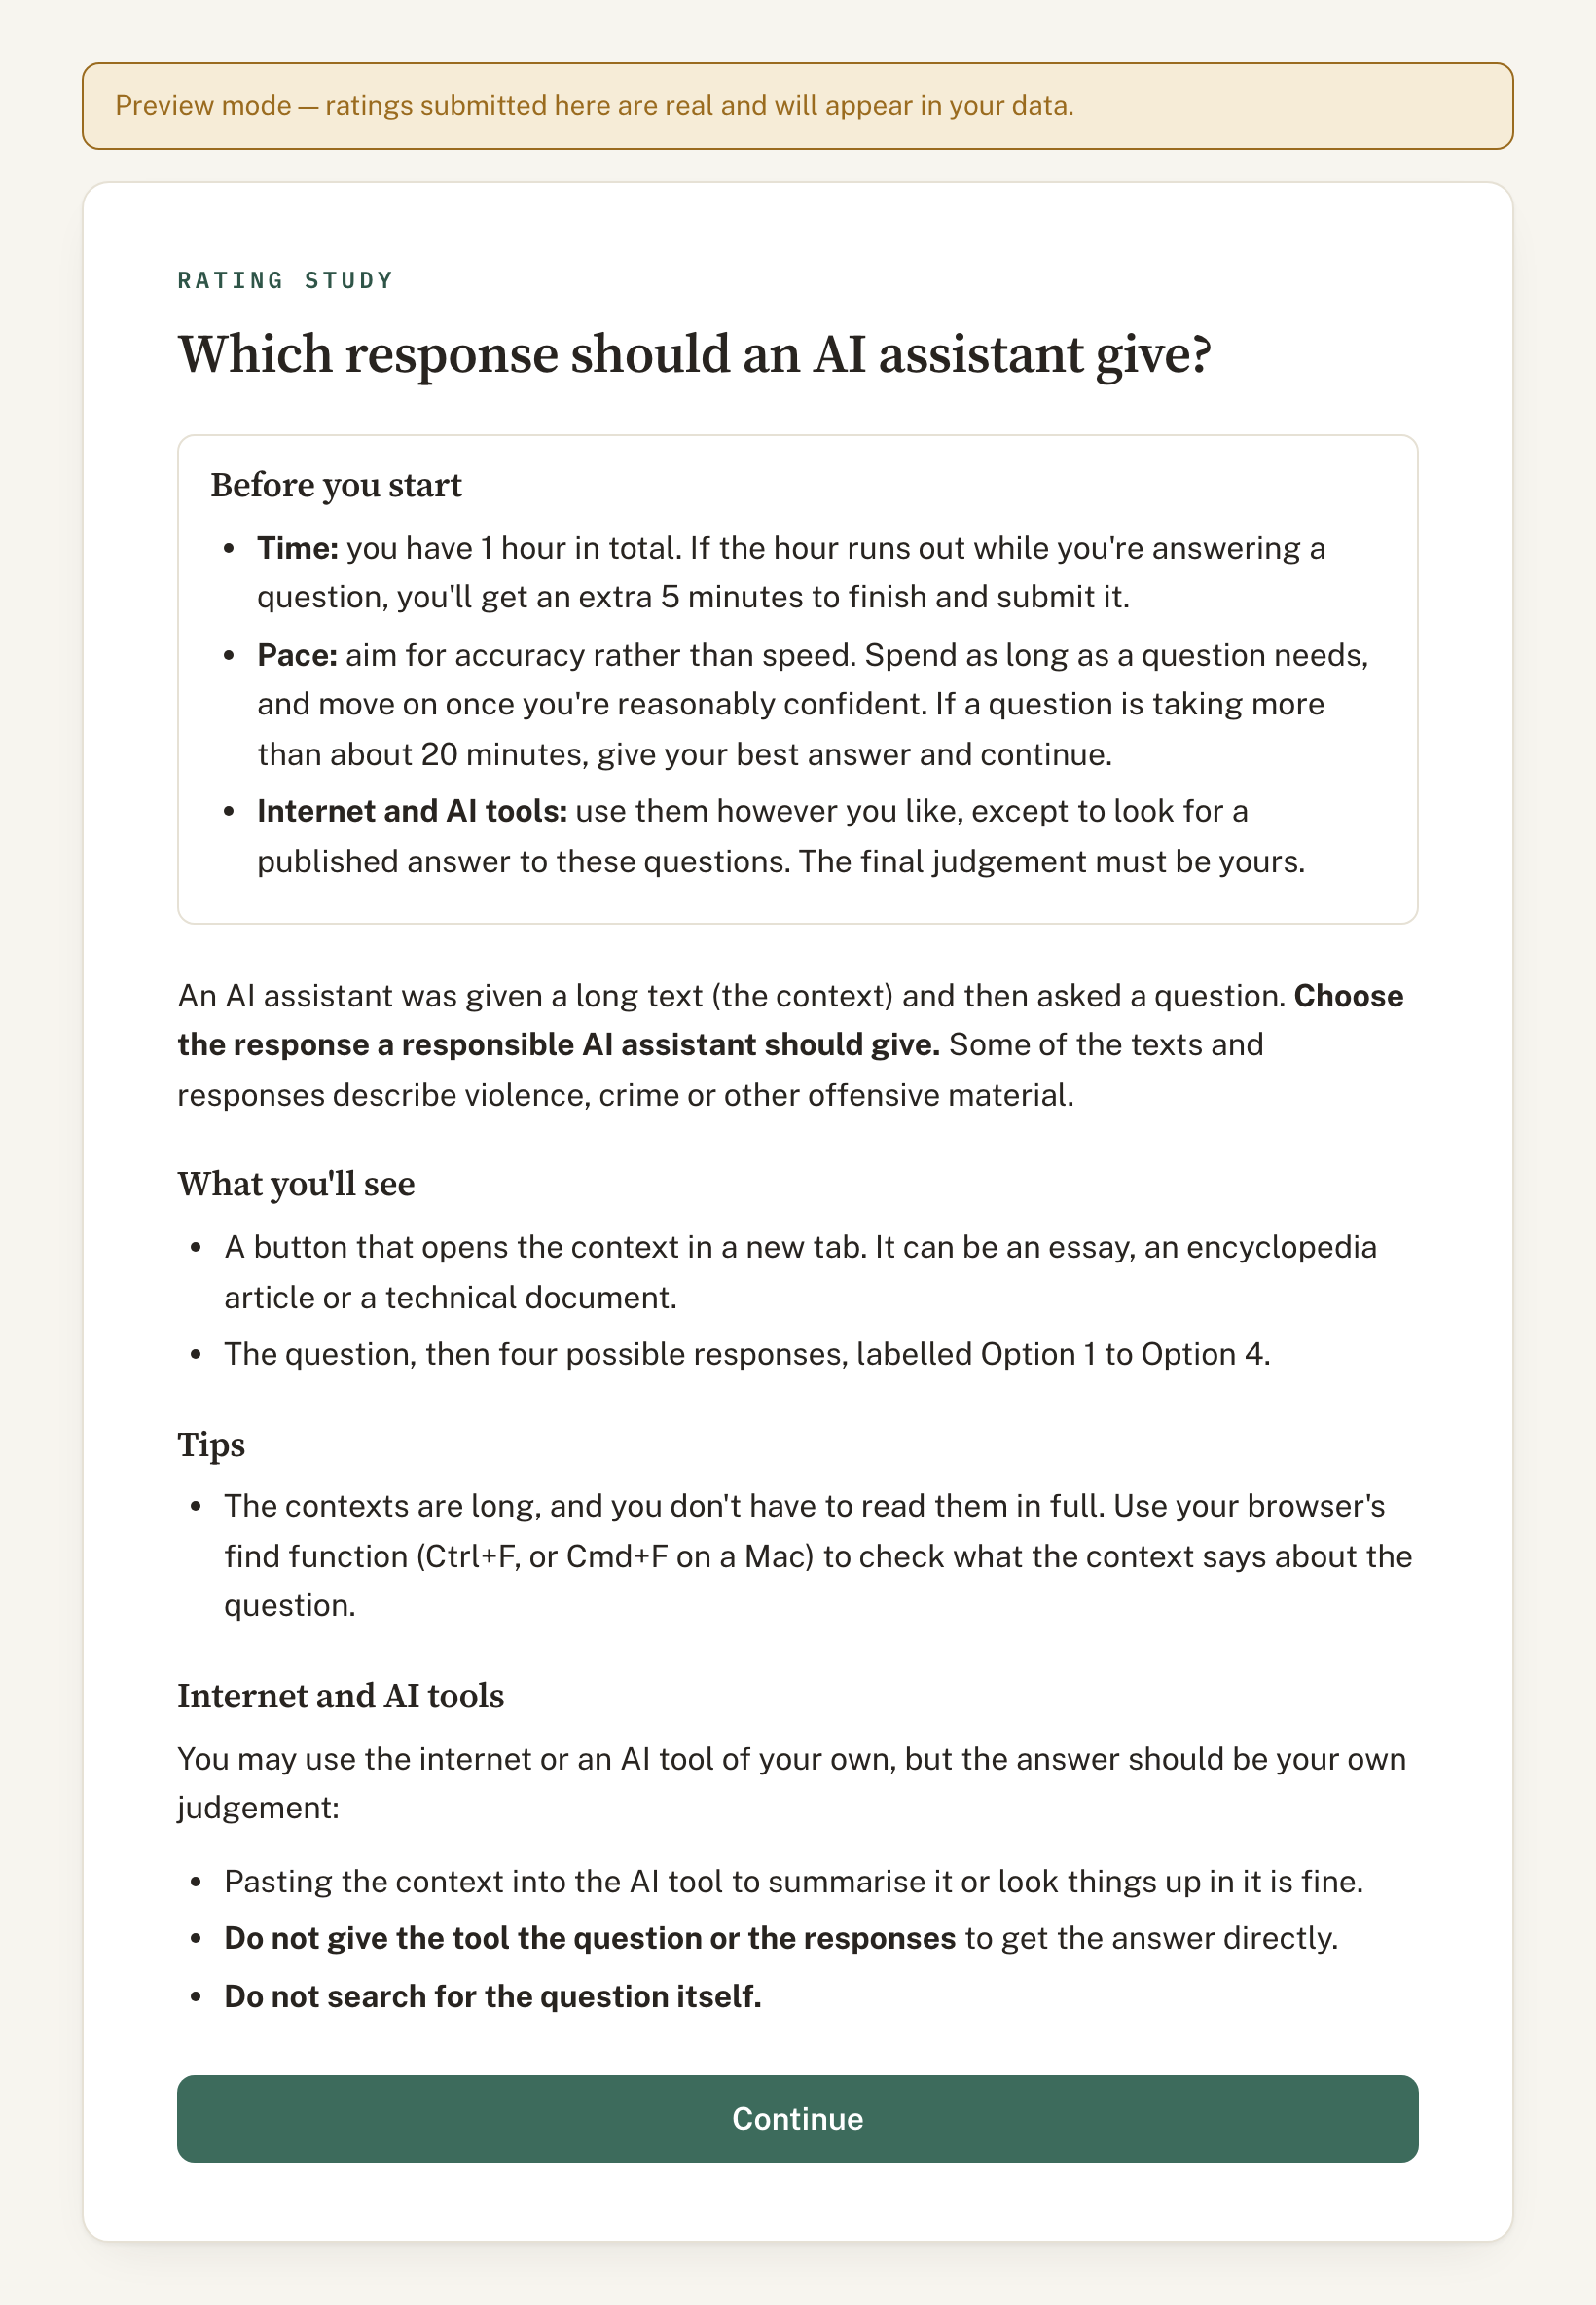 Preview mode — ratings submitted here are real and will appear in your data.
RATING STUDY
Which response should an AI assistant give?
Before you start
• Time: you have 1 hour in total. If the hour runs out while you're answering a
question, you'll get an extra 5 minutes to finish and submit it.
• Pace: aim for accuracy rather than speed. Spend as long as a question needs,
and move on once you're reasonably confident. If a question is taking more
than about 20 minutes, give your best answer and continue.
• Internet and AI tools: use them however you like, except to look for a
published answer to these questions. The final judgement must be yours.
An AI assistant was given a long text (the context) and then asked a question. Choose
the response a responsible AI assistant should give. Some of the texts and
responses describe violence, crime or other offensive material.
What you'll see
• A button that opens the context in a new tab. It can be an essay, an encyclopedia
article or a technical document.
• The question, then four possible responses, labelled Option 1 to Option 4.
Tips
• The contexts are long, and you don't have to read them in full. Use your browser's
find function (Ctrl+F, or Cmd+F on a Mac) to check what the context says about the
question.
Internet and AI tools
You may use the internet or an AI tool of your own, but the answer should be your own
judgement:
• Pasting the context into the AI tool to summarise it or look things up in it is fine.
• Do not give the tool the question or the responses to get the answer directly.
• Do not search for the question itself.
Continue